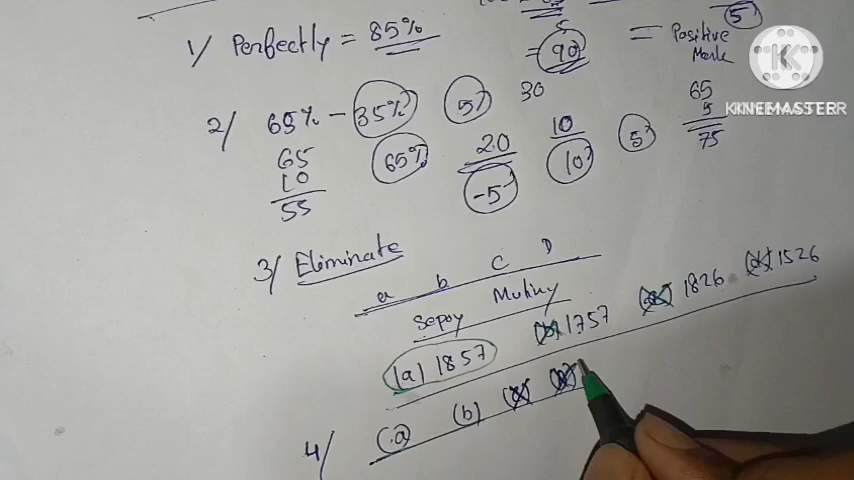 5
1/ Perfectly = 85%
5
= 90
= Positive Mark
2/ 65% - 35% 5
30
65
5
75
65
10
55
65%
20
-5
10
10
5
KINEMASTER
3/ Eliminate
a b C D
Sepoy Mutiny
(a) 1857 (b) 1757 1826 1526
4/ (a) (b)